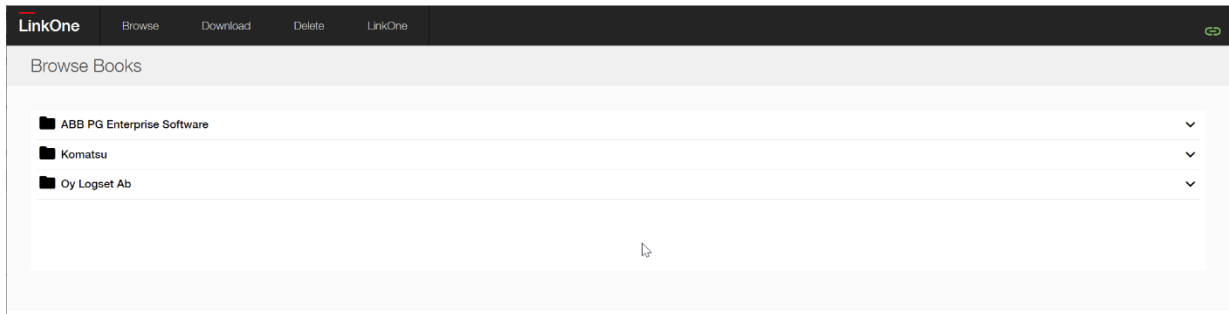 LinkOne Browse Download Delete LinkOne
Browse Books
ABB PG Enterprise Software
Komatsu
Oy Logset Ab